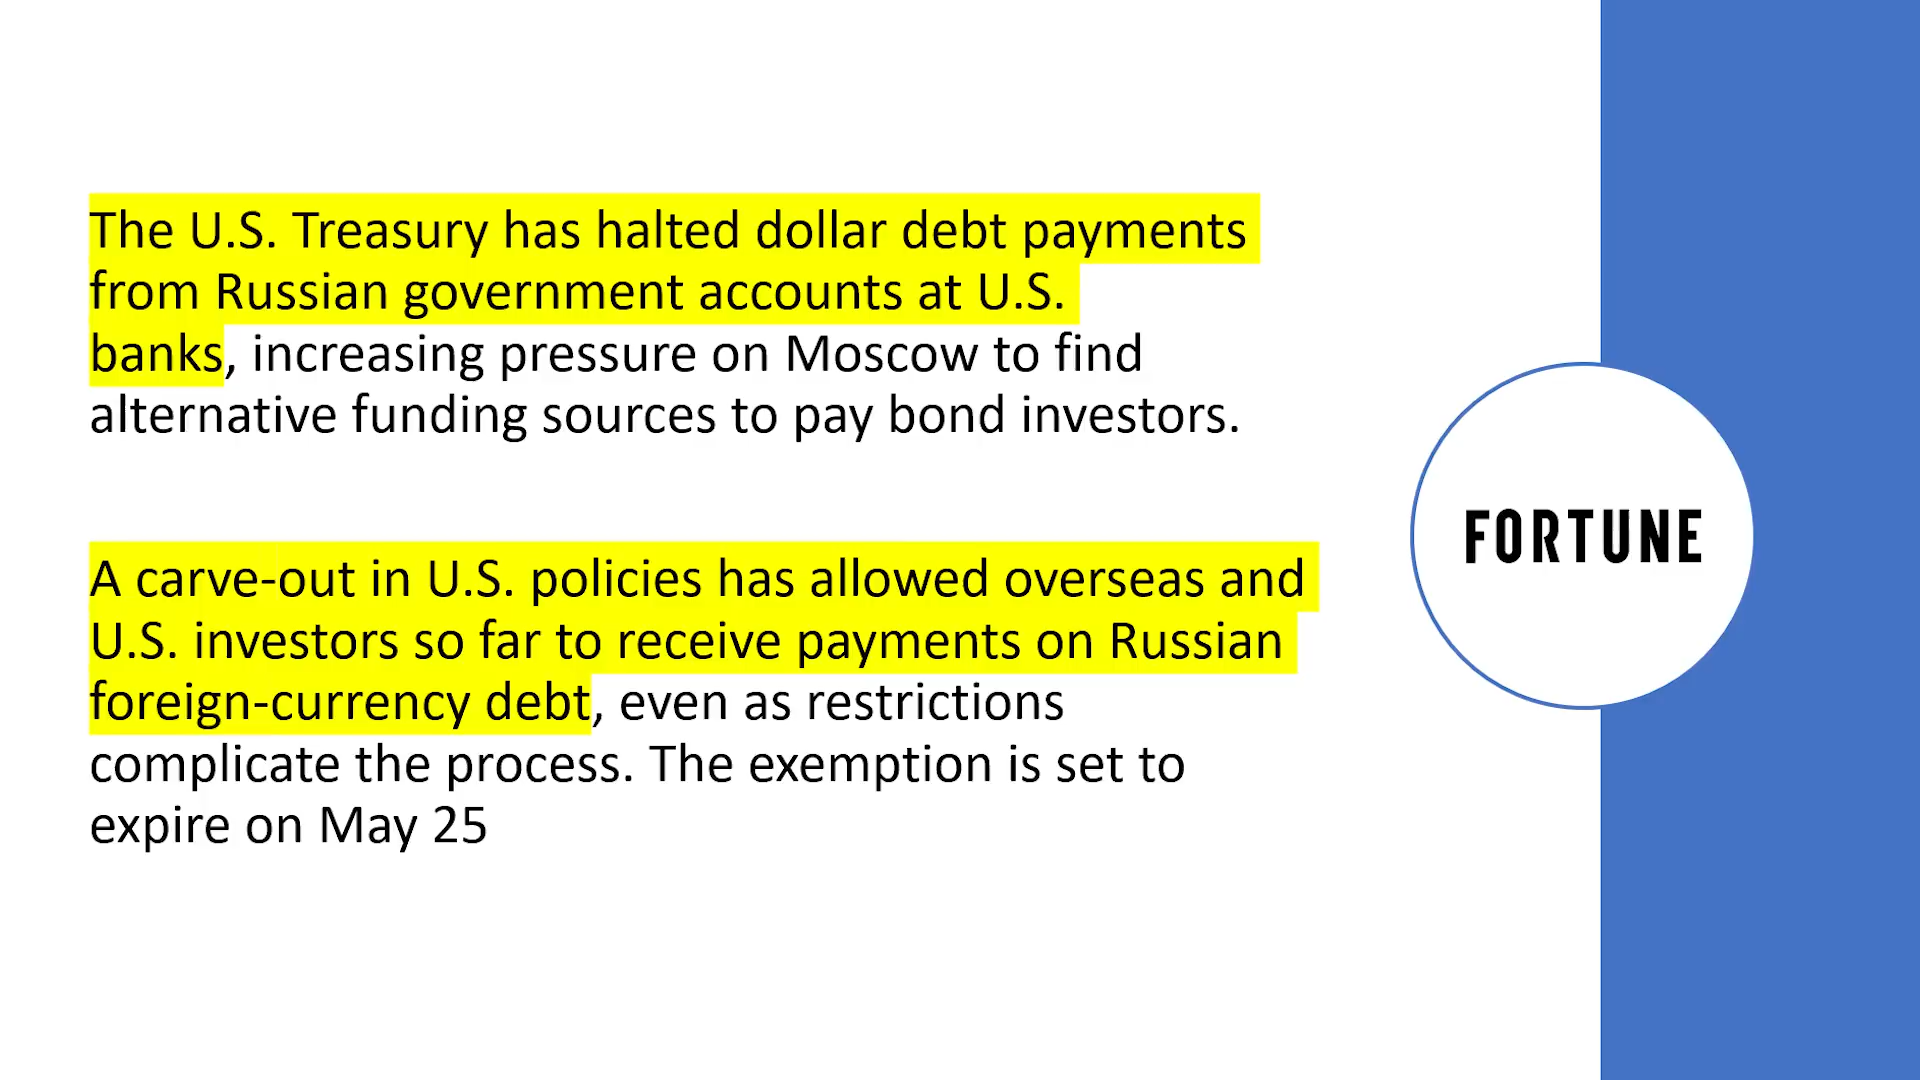 The U.S. Treasury has halted dollar debt payments
from Russian government accounts at U.S.
banks, increasing pressure on Moscow to find
alternative funding sources to pay bond investors.
A carve-out in U.S. policies has allowed overseas and
U.S. investors so far to receive payments on Russian
foreign-currency debt, even as restrictions
complicate the process. The exemption is set to
expire on May 25
FORTUNE